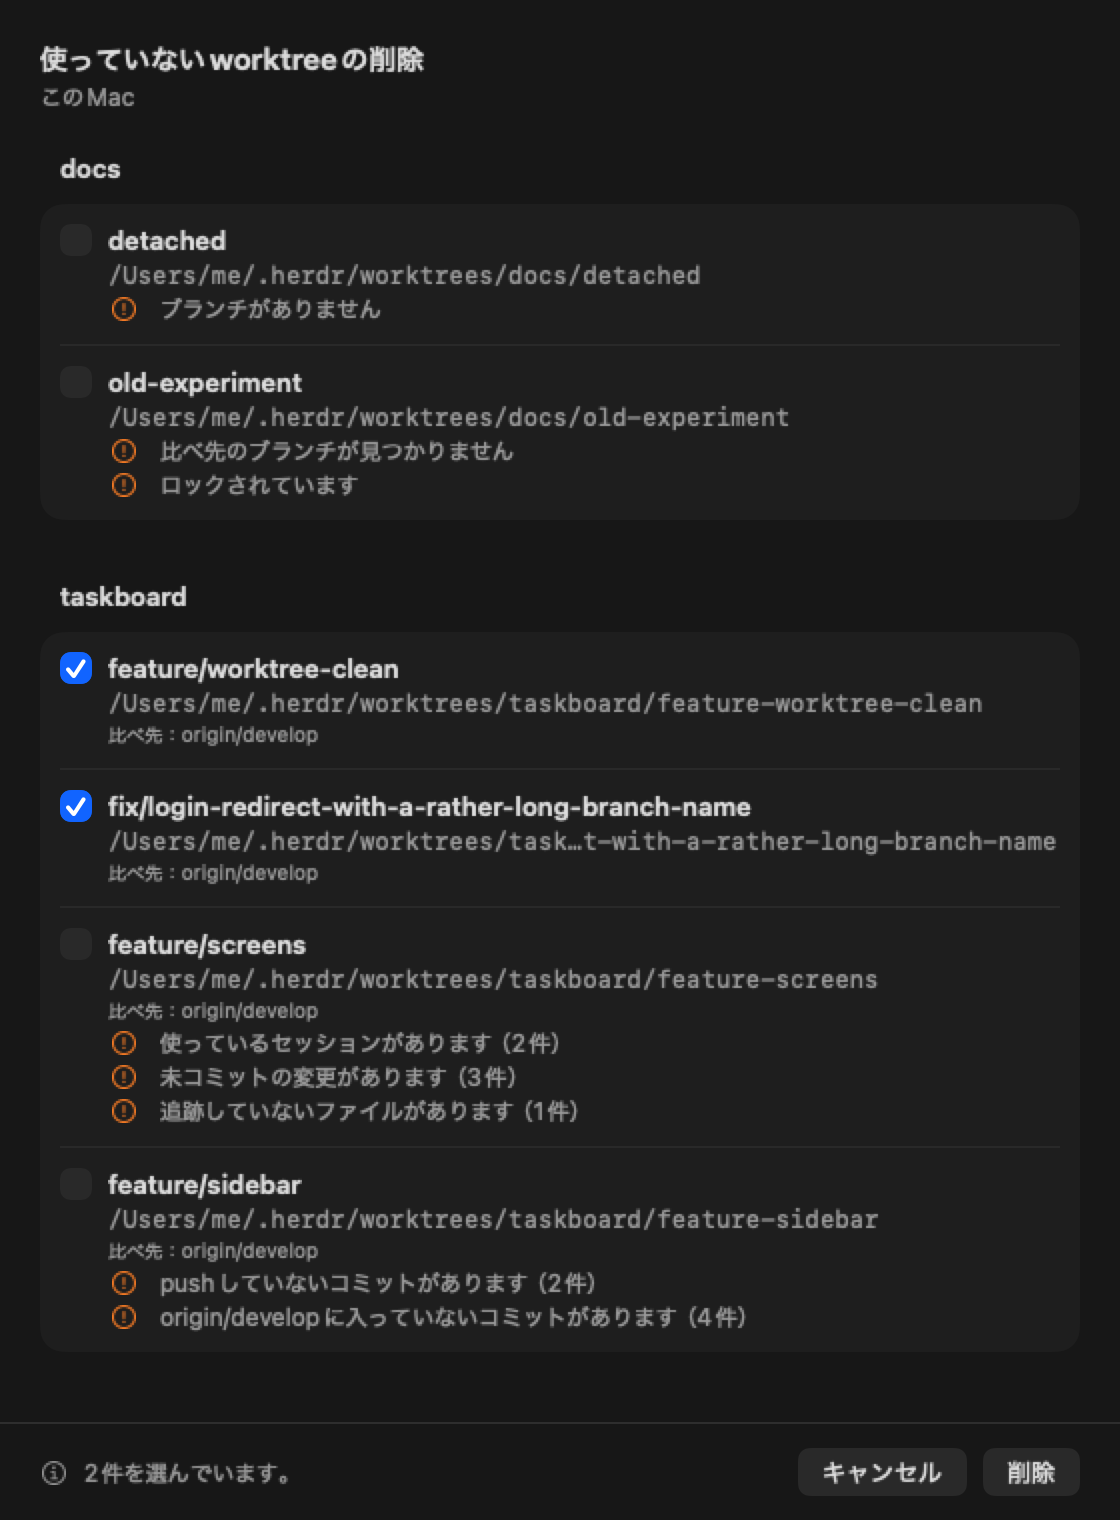 使っていないworktreeの削除
このMac
docs
detached
/Users/me/.herdr/worktrees/docs/detached
ブランチがありません
old-experiment
/Users/me/.herdr/worktrees/docs/old-experiment
比べ先のブランチが見つかりません
ロックされています
taskboard
feature/worktree-clean
/Users/me/.herdr/worktrees/taskboard/feature-worktree-clean
比べ先：origin/develop
fix/login-redirect-with-a-rather-long-branch-name
/Users/me/.herdr/worktrees/task…t-with-a-rather-long-branch-name
比べ先：origin/develop
feature/screens
/Users/me/.herdr/worktrees/taskboard/feature-screens
比べ先：origin/develop
使っているセッションがあります（2件）
未コミットの変更があります（3件）
追跡していないファイルがあります（1件）
feature/sidebar
/Users/me/.herdr/worktrees/taskboard/feature-sidebar
比べ先：origin/develop
pushしていないコミットがあります（2件）
origin/developに入っていないコミットがあります（4件）
2件を選んでいます。
キャンセル
削除